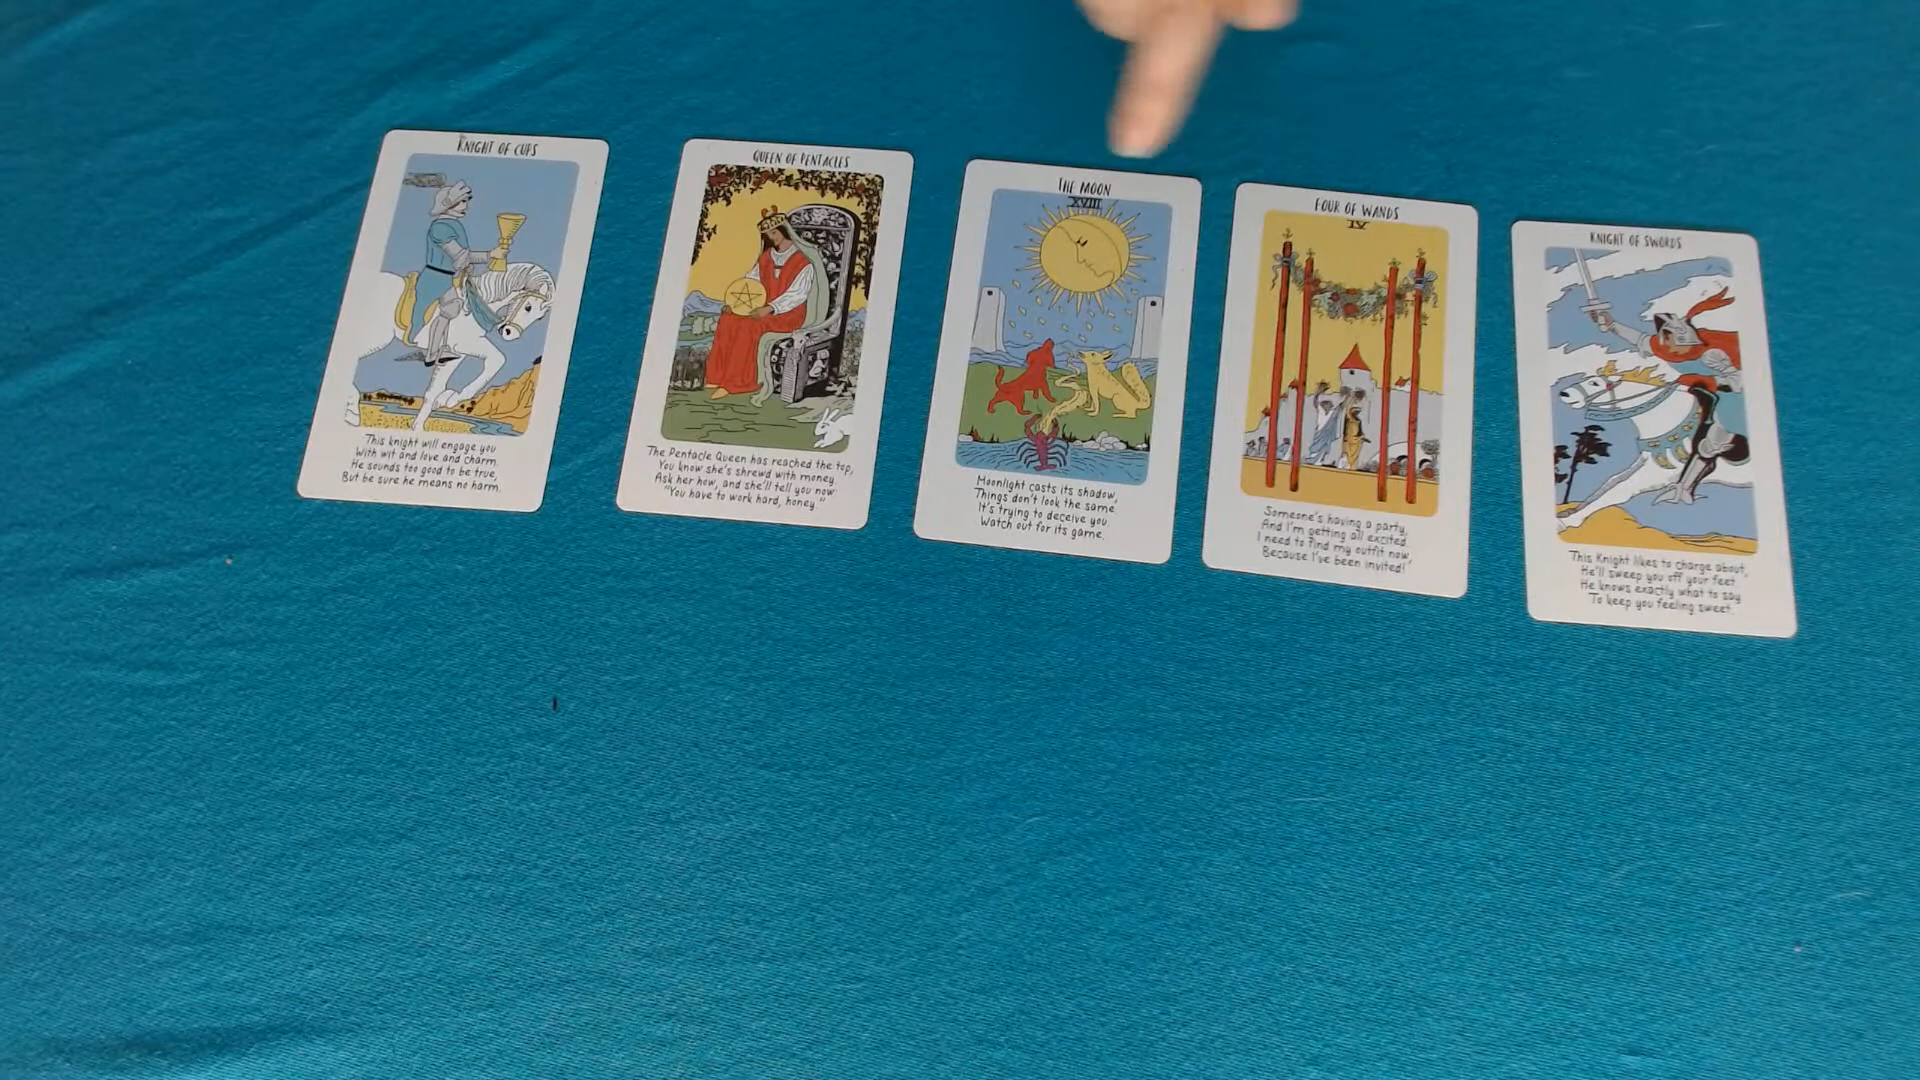 KNIGHT OF CUPS
This knight will engage you
With wit and love and charm.
He sounds too good to be true,
But be sure he means no harm.
QUEEN OF PENTACLES
The Pentacle Queen has reached the top,
You know she's shrewd with money.
Ask her how, and she'll tell you now
"You have to work hard, honey."
THE MOON
XVIII
Moonlight casts its shadow,
Things don't look the same
It's trying to deceive you,
Watch out for its game.
FOUR OF WANDS
IV
Someone's having a party,
And I'm getting all excited.
I need to find my outfit now,
Because I've been invited!
KNIGHT OF SWORDS
This Knight likes to charge about,
He'll sweep you off your feet.
He knows exactly what to say
To keep you feeling sweet.